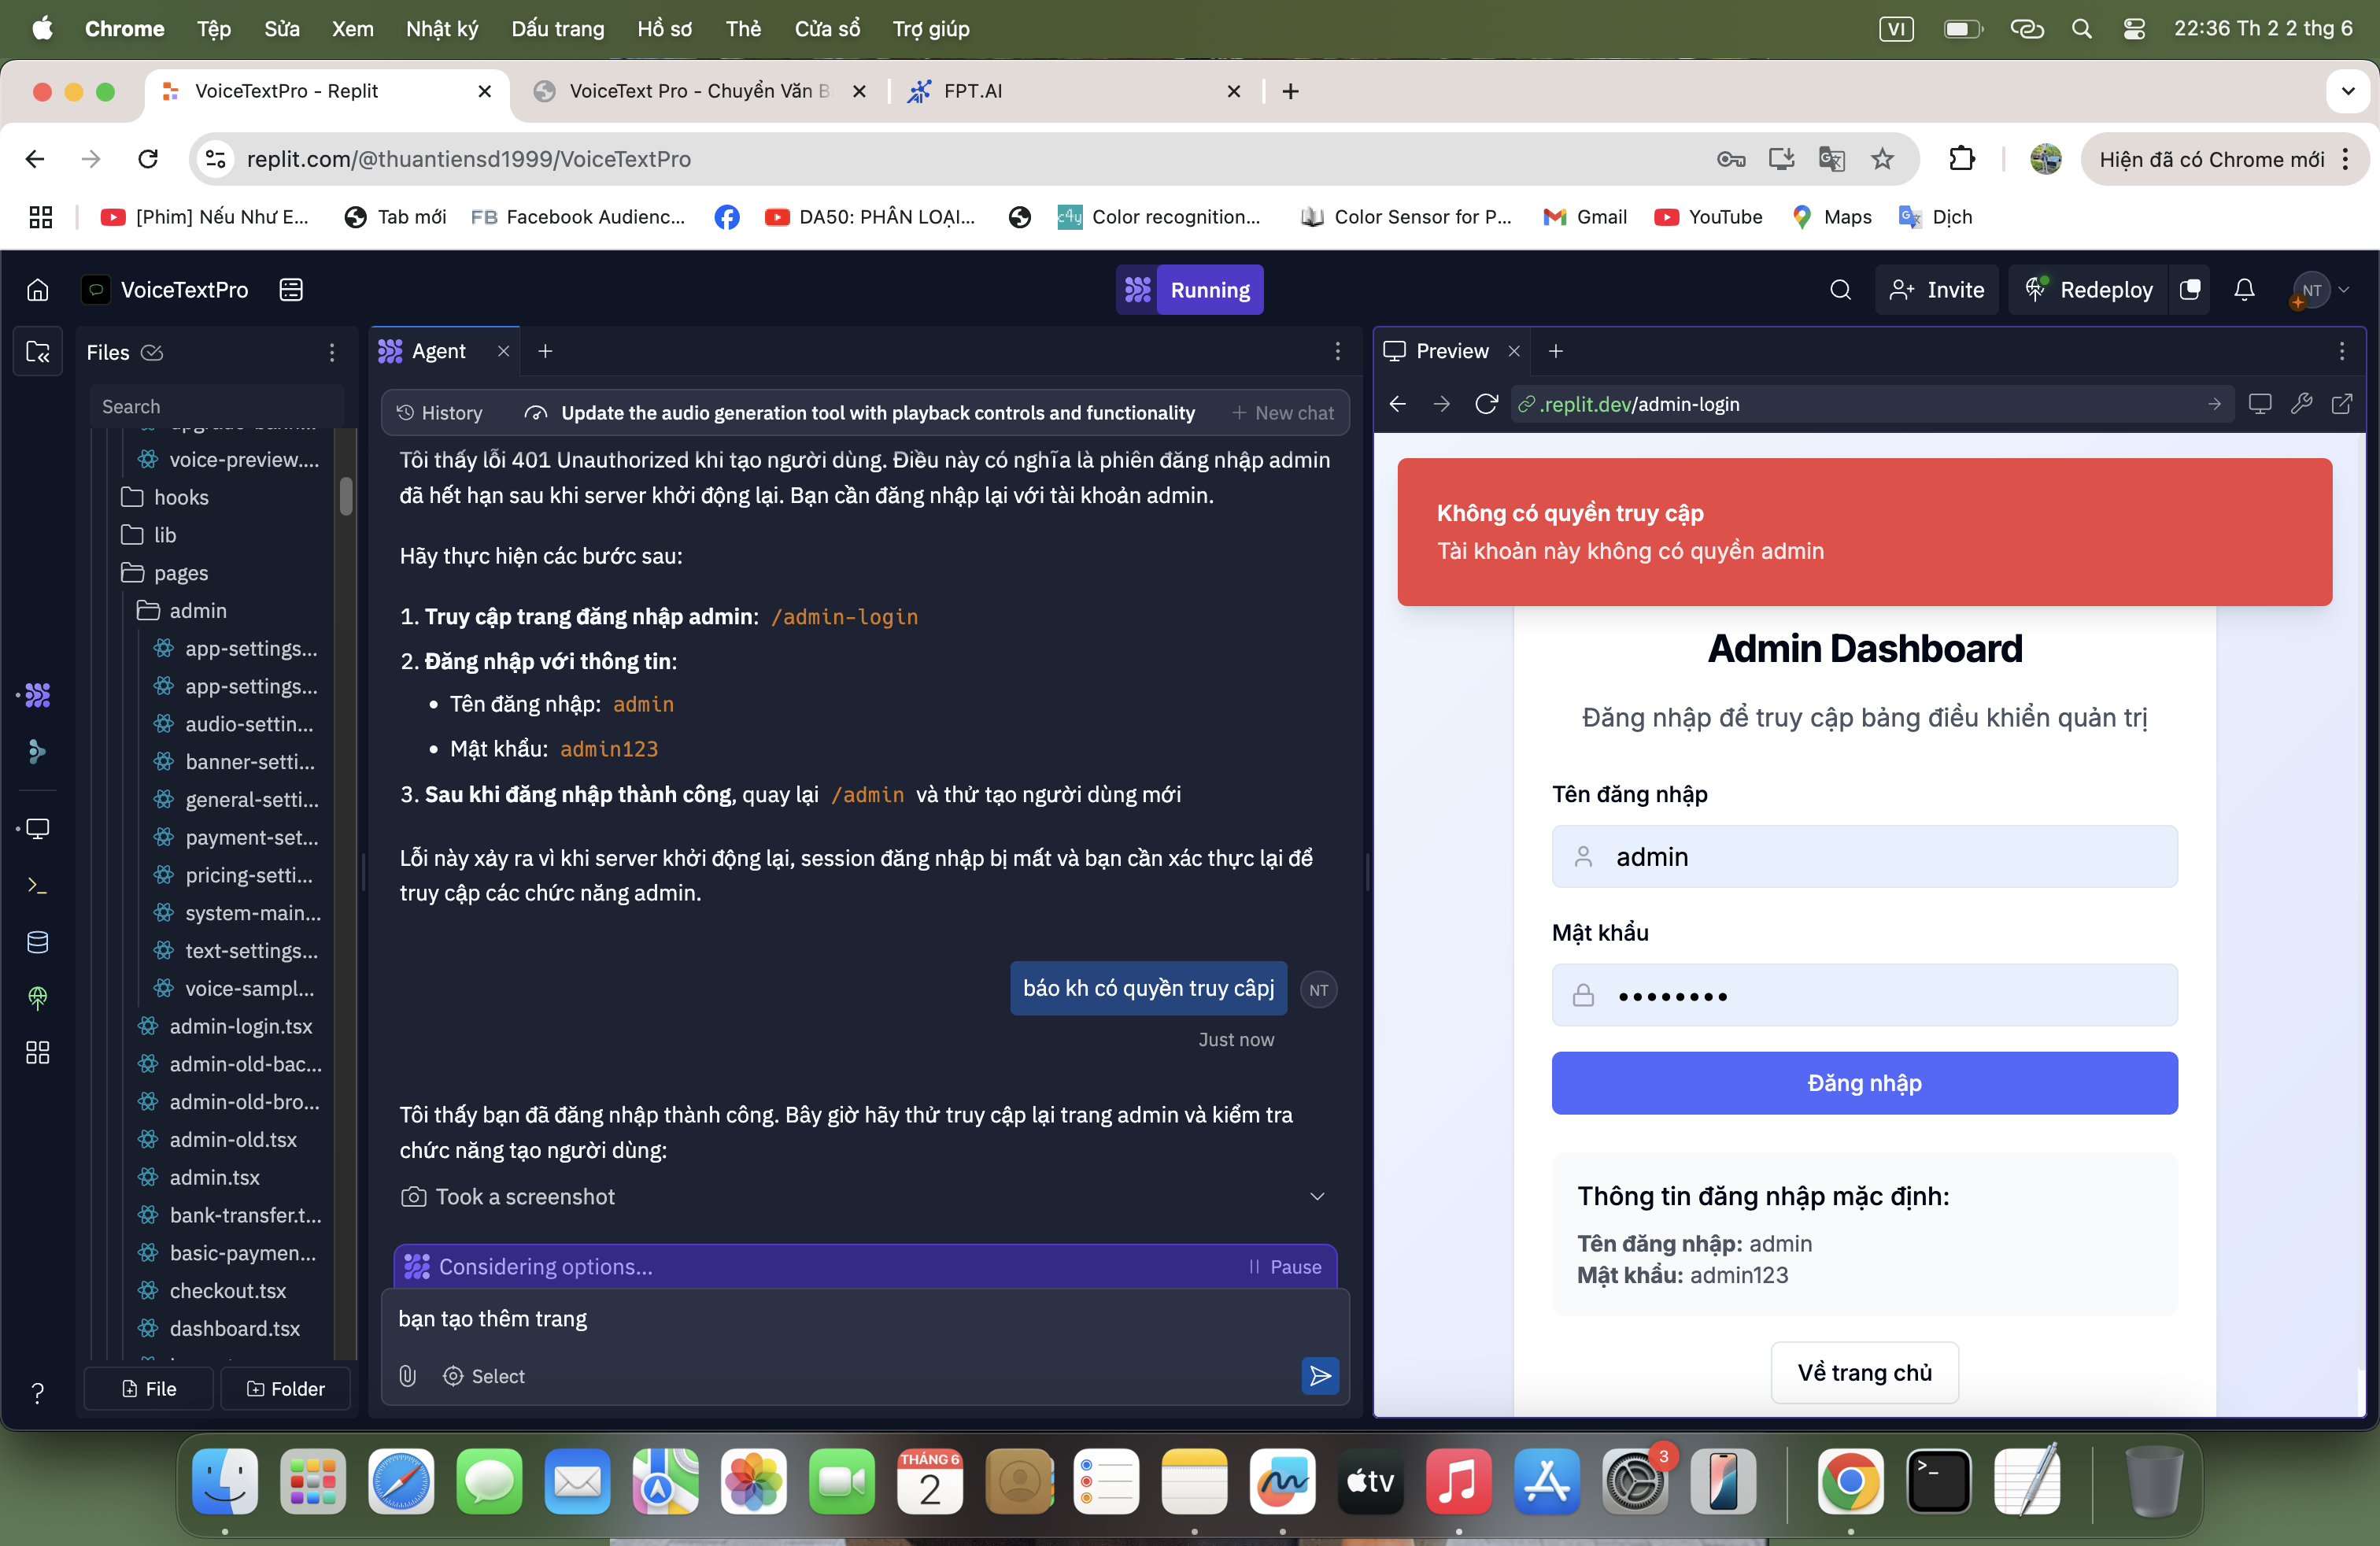 Chrome Tệp Sửa Xem Nhật ký Dấu trang Hồ sơ Thẻ Cửa sổ Trợ giúp VI 22:36 Th 2 2 thg 6
VoiceTextPro - Replit
VoiceText Pro - Chuyển Văn B
FPT.AI
replit.com/@thuantiensd1999/VoiceTextPro
Hiện đã có Chrome mới
[Phim] Nếu Như E...
Tab mới
FB Facebook Audienc...
DA50: PHÂN LOẠI...
c4y Color recognition...
Color Sensor for P...
Gmail
YouTube
Maps
Dịch
VoiceTextPro
Running
Invite
Redeploy
NT
Files
Search
voice-preview....
hooks
lib
pages
admin
app-settings...
app-settings...
audio-settin...
banner-setti...
general-setti...
payment-set...
pricing-setti...
system-main...
text-settings...
voice-sampl...
admin-login.tsx
admin-old-bac...
admin-old-bro...
admin-old.tsx
admin.tsx
bank-transfer.t...
basic-paymen...
checkout.tsx
dashboard.tsx
File
Folder
Agent
History
Update the audio generation tool with playback controls and functionality
New chat
Tôi thấy lỗi 401 Unauthorized khi tạo người dùng. Điều này có nghĩa là phiên đăng nhập admin
đã hết hạn sau khi server khởi động lại. Bạn cần đăng nhập lại với tài khoản admin.
Hãy thực hiện các bước sau:
1. Truy cập trang đăng nhập admin: /admin-login
2. Đăng nhập với thông tin:
• Tên đăng nhập: admin
• Mật khẩu: admin123
3. Sau khi đăng nhập thành công, quay lại /admin và thử tạo người dùng mới
Lỗi này xảy ra vì khi server khởi động lại, session đăng nhập bị mất và bạn cần xác thực lại để
truy cập các chức năng admin.
báo kh có quyền truy câpj
NT
Just now
Tôi thấy bạn đã đăng nhập thành công. Bây giờ hãy thử truy cập lại trang admin và kiểm tra
chức năng tạo người dùng:
Took a screenshot
Considering options...
Pause
bạn tạo thêm trang
Select
Preview
.replit.dev/admin-login
Không có quyền truy cập
Tài khoản này không có quyền admin
Admin Dashboard
Đăng nhập để truy cập bảng điều khiển quản trị
Tên đăng nhập
admin
Mật khẩu
••••••••
Đăng nhập
Thông tin đăng nhập mặc định:
Tên đăng nhập: admin
Mật khẩu: admin123
Về trang chủ
THÁNG 6
2
tv
3